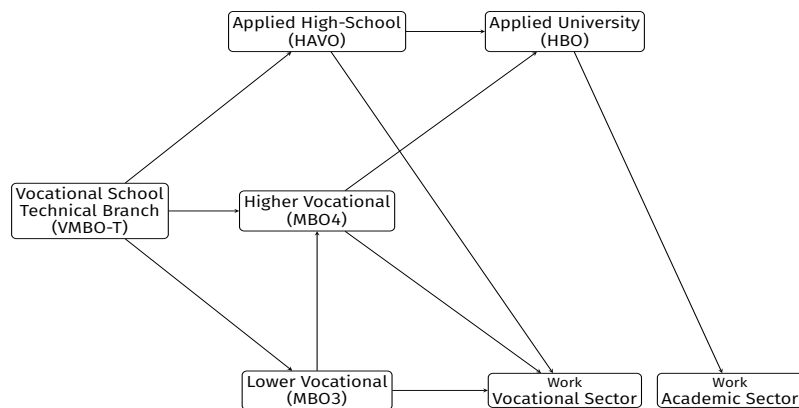 Applied High-School
(HAVO)
Applied University
(HBO)
Vocational School
Technical Branch
(VMBO-T)
Higher Vocational
(MBO4)
Lower Vocational
(MBO3)
Work
Vocational Sector
Work
Academic Sector